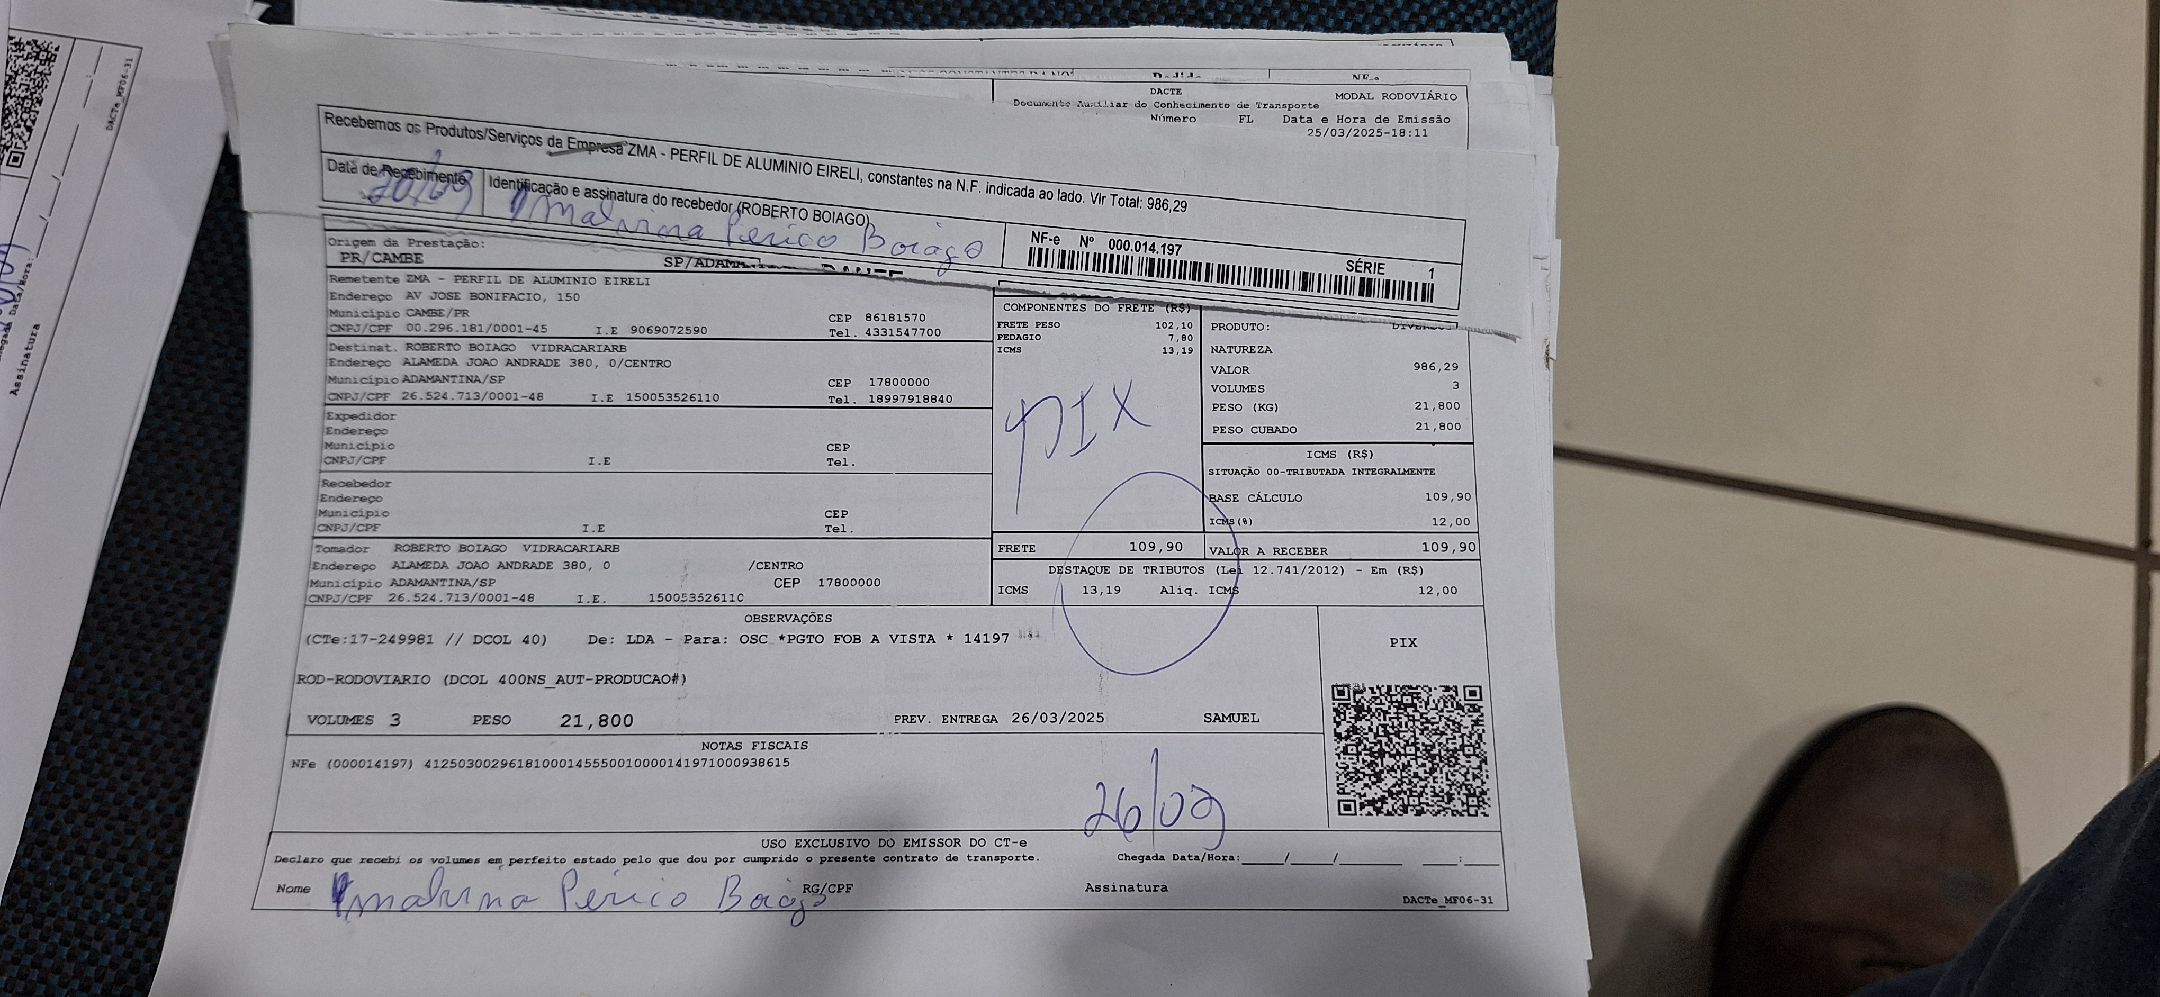 DACTE
MODAL RODOVIÁRIO
Documento Auxiliar do Conhecimento de Transporte
Número FL Data e Hora de Emissão
25/03/2025-18:11
Recebemos os Produtos/Serviços da Empresa ZMA - PERFIL DE ALUMINIO EIRELI, constantes na N.F. indicada ao lado. Vlr Total: 986,29
Data de Recebimento
Identificação e assinatura do recebedor (ROBERTO BOIAGO)
Malvina Perico Boiago
NF-e Nº 000.014.197
SÉRIE 1
Origem da Prestação:
PR/CAMBE
Remetente ZMA - PERFIL DE ALUMINIO EIRELI
Endereço AV JOSE BONIFACIO, 150
Município CAMBE/PR CEP 86181570
CNPJ/CPF 00.296.181/0001-45 I.E 9069072590 Tel. 4331547700
Destinat. ROBERTO BOIAGO VIDRACARIARB
Endereço ALAMEDA JOAO ANDRADE 380, 0/CENTRO
Município ADAMANTINA/SP CEP 17800000
CNPJ/CPF 26.524.713/0001-48 I.E 150053526110 Tel. 18997918840
Expedidor
Endereço
Município CEP
CNPJ/CPF I.E Tel.
Recebedor
Endereço
Município CEP
CNPJ/CPF I.E Tel.
Tomador ROBERTO BOIAGO VIDRACARIARB
Endereço ALAMEDA JOAO ANDRADE 380, 0 /CENTRO
Município ADAMANTINA/SP CEP 17800000
CNPJ/CPF 26.524.713/0001-48 I.E. 150053526110
COMPONENTES DO FRETE (R$)
FRETE PESO 102,10
PEDAGIO 7,80
ICMS 13,19
PIX
FRETE 109,90
PRODUTO:
NATUREZA
VALOR 986,29
VOLUMES 3
PESO (KG) 21,800
PESO CUBADO 21,800
ICMS (R$)
SITUAÇÃO 00-TRIBUTADA INTEGRALMENTE
BASE CÁLCULO 109,90
ICMS(%) 12,00
VALOR A RECEBER 109,90
DESTAQUE DE TRIBUTOS (Lei 12.741/2012) - Em (R$)
ICMS 13,19 Aliq. ICMS 12,00
OBSERVAÇÕES
(CTe:17-249981 // DCOL 40) De: LDA - Para: OSC *PGTO FOB A VISTA * 14197
ROD-RODOVIARIO (DCOL 400NS_AUT-PRODUCAO#)
PIX
VOLUMES 3 PESO 21,800 PREV. ENTREGA 26/03/2025 SAMUEL
NOTAS FISCAIS
NFe (000014197) 41250300296181000145550010000141971000938615
USO EXCLUSIVO DO EMISSOR DO CT-e
Declaro que recebi os volumes em perfeito estado pelo que dou por cumprido o presente contrato de transporte. Chegada Data/Hora:____/____/______ __:____
Nome Malvina Perico Boiago RG/CPF Assinatura
DACTe_MF06-31
DACTe_MF06-31
Assinatura